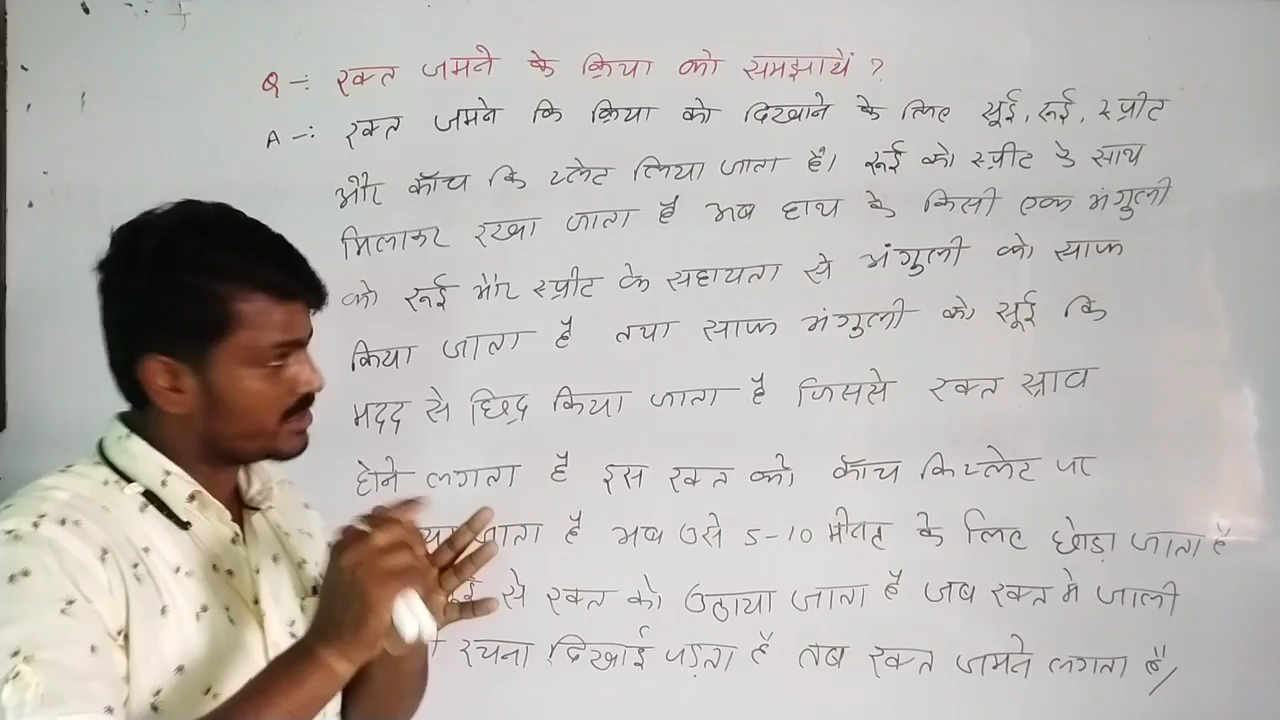 Q -: रक्त जमने के क्रिया को समझायें ?
A -: रक्त जमने कि क्रिया को दिखाने के लिए सूई, रूई, स्प्रीट
और काँच कि प्लेट लिया जाता है। रूई को स्प्रीट के साथ
मिलाकर रखा जाता है अब हाथ के किसी एक अंगुली
को रूई और स्प्रीट के सहायता से अंगुली को साफ
किया जाता है तथा साफ अंगुली को सूई कि
मदद से छिद्र किया जाता है जिससे रक्त स्राव
होने लगता है इस रक्त को काँच कि प्लेट पर
जाता है अब उसे 5-10 मीनट के लिए छोड़ा जाता है
से रक्त को उठाया जाता है जब रक्त मे जाली
रचना दिखाई पड़ता है तब रक्त जमने लगता है/